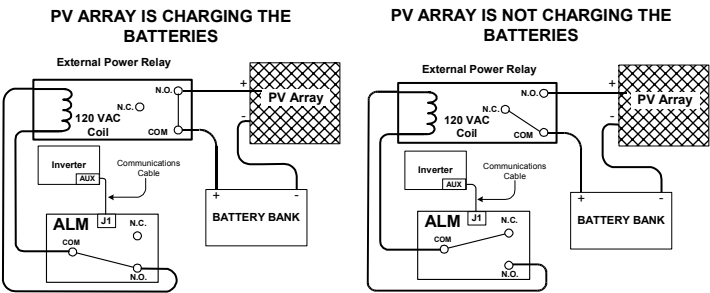 PV ARRAY IS CHARGING THE
BATTERIES
External Power Relay
N.O.
+
PV Array
N.C.
120 VAC
Coil
COM
-
Inverter
AUX
Communications
Cable
+
-
BATTERY BANK
ALM
J1
N.C.
COM
N.O.
PV ARRAY IS NOT CHARGING THE
BATTERIES
External Power Relay
N.O.
+
PV Array
N.C.
120 VAC
Coil
COM
-
Inverter
AUX
Communications
Cable
+
-
BATTERY BANK
ALM
J1
N.C.
COM
N.O.